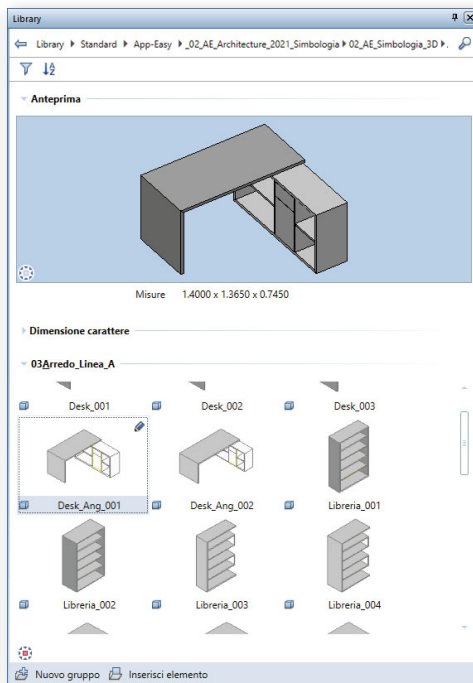 Library
Library Standard App-Easy _02_AE_Architecture_2021_Simbologia 02_AE_Simbologia_3D .
Anteprima
Misure 1.4000 x 1.3650 x 0.7450
Dimensione carattere
03Arredo_Linea_A
Desk_001 Desk_002 Desk_003
Desk_Ang_001 Desk_Ang_002 Libreria_001
Libreria_002 Libreria_003 Libreria_004
Nuovo gruppo Inserisci elemento